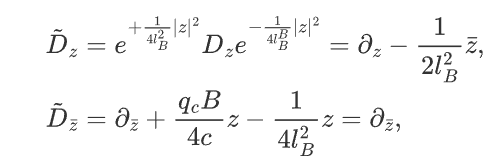 $\tilde{D}_z = e^{+\frac{1}{4l_B^2}|z|^2} D_z e^{-\frac{1}{4l_B^B}|z|^2} = \partial_z - \frac{1}{2l_B^2}\bar{z},$
$\tilde{D}_{\bar{z}} = \partial_{\bar{z}} + \frac{q_c B}{4c} z - \frac{1}{4l_B^2} z = \partial_{\bar{z}},$